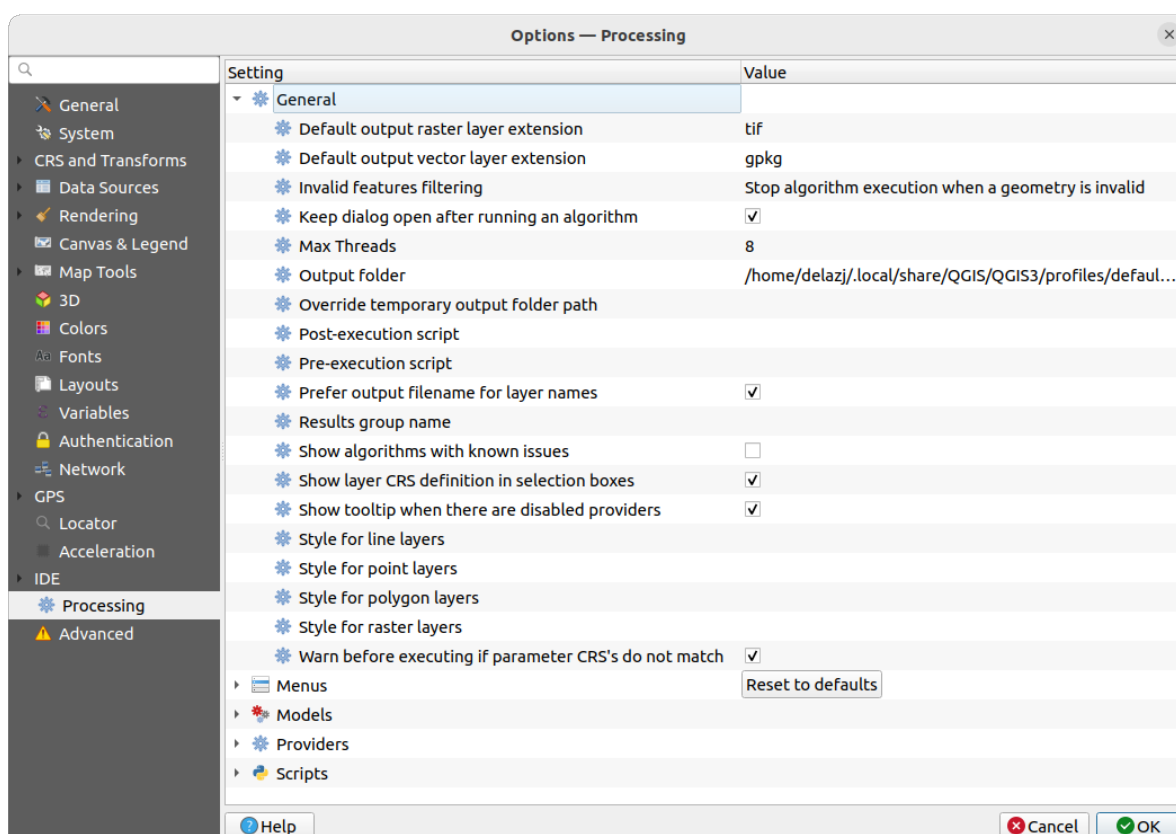 Options — Processing
Setting Value
General
General
Default output raster layer extension tif
System
Default output vector layer extension gpkg
CRS and Transforms
Invalid features filtering Stop algorithm execution when a geometry is invalid
Data Sources
Keep dialog open after running an algorithm
Rendering
Max Threads 8
Canvas & Legend
Output folder /home/delazj/.local/share/QGIS/QGIS3/profiles/defaul...
Map Tools
Override temporary output folder path
3D
Post-execution script
Colors
Pre-execution script
Aa Fonts
Prefer output filename for layer names
Layouts
Results group name
Variables
Show algorithms with known issues
Authentication
Show layer CRS definition in selection boxes
Network
Show tooltip when there are disabled providers
GPS
Style for line layers
Locator
Style for point layers
Acceleration
Style for polygon layers
IDE
Style for raster layers
Processing
Warn before executing if parameter CRS's do not match
Advanced
Menus Reset to defaults
Models
Providers
Scripts
Help Cancel OK